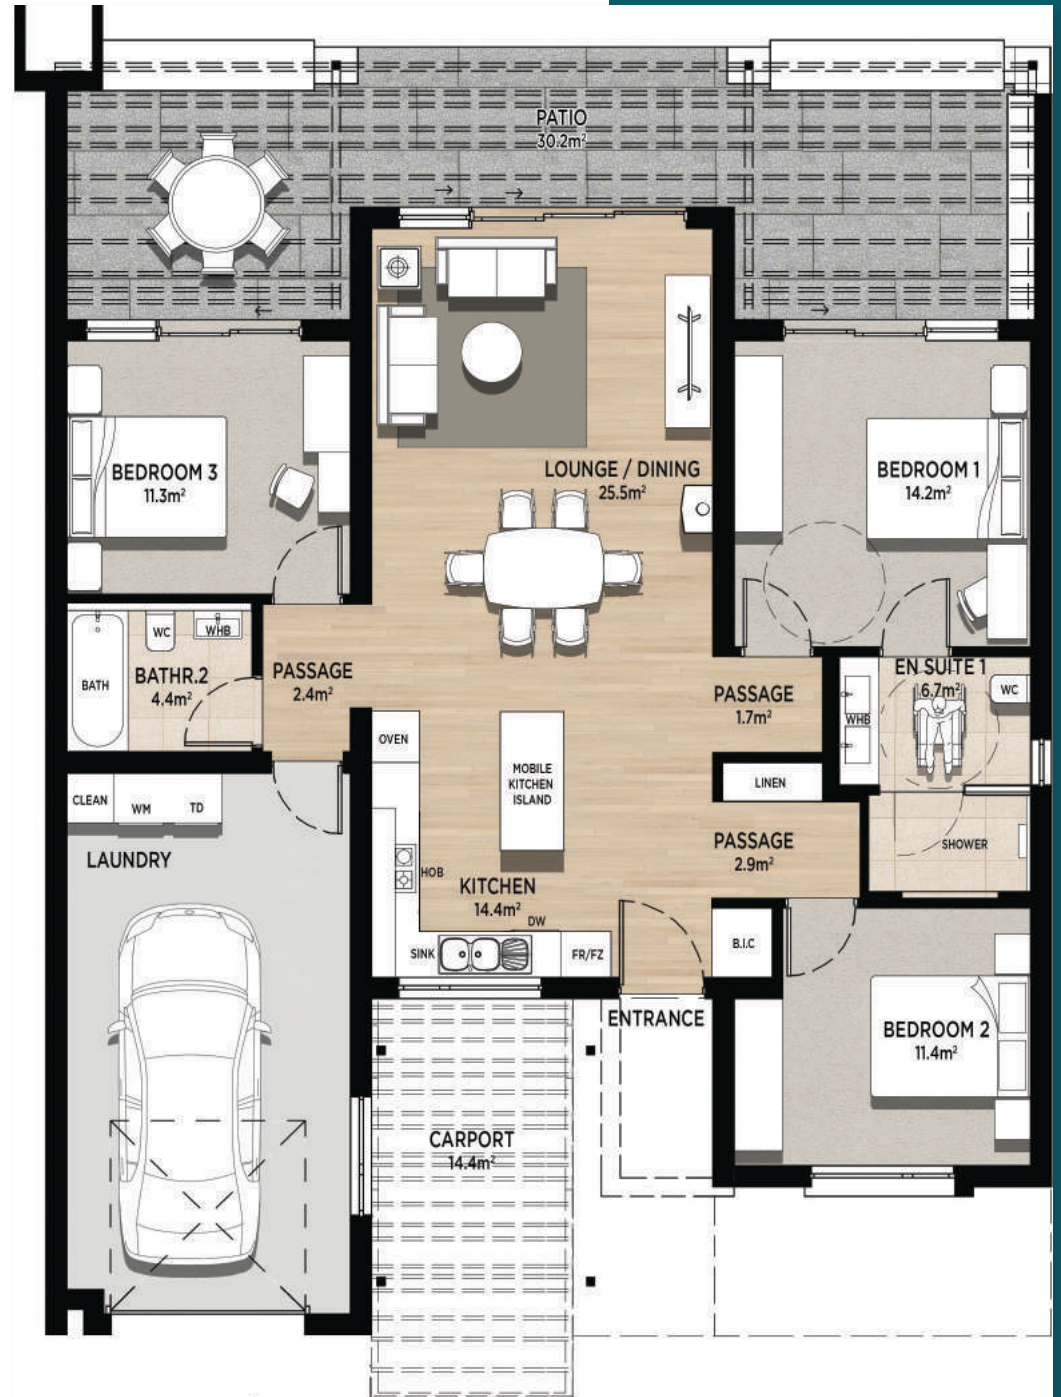 PATIO
30.2m²
LOUNGE / DINING
25.5m²
BEDROOM 3
11.3m²
BEDROOM 1
14.2m²
WC
WHB
BATH
BATHR.2
4.4m²
PASSAGE
2.4m²
PASSAGE
1.7m²
EN SUITE 1
6.7m²
WC
WHB
OVEN
MOBILE
KITCHEN
ISLAND
LINEN
CLEAN
WM
TD
LAUNDRY
PASSAGE
2.9m²
SHOWER
HOB
KITCHEN
14.4m²
DW
SINK
FR/FZ
B.I.C
ENTRANCE
BEDROOM 2
11.4m²
CARPORT
14.4m²